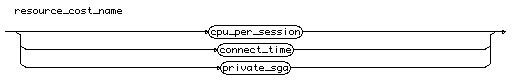 resource_cost_name
cpu_per_session
connect_time
private_sga